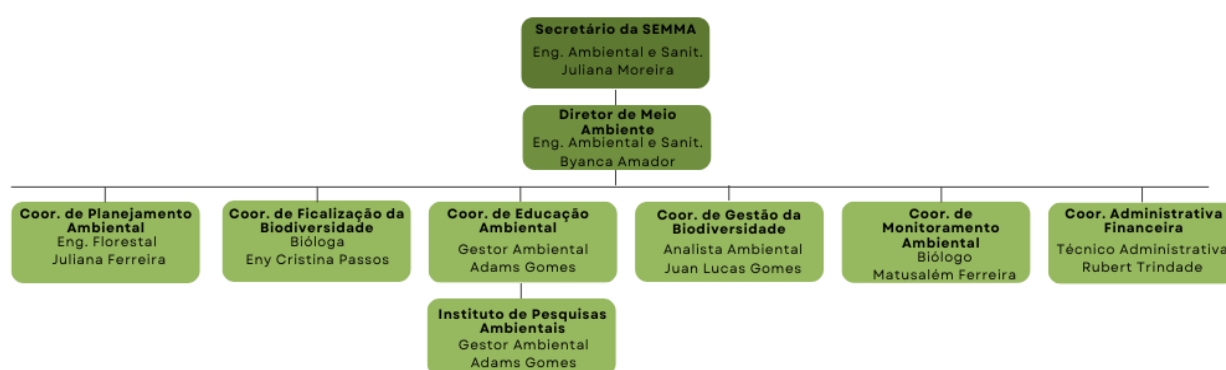 Secretário da SEMMA
Eng. Ambiental e Sanit.
Juliana Moreira
Diretor de Meio
Ambiente
Eng. Ambiental e Sanit.
Byanca Amador
Coor. de Planejamento
Ambiental
Eng. Florestal
Juliana Ferreira
Coor. de Ficalização da
Biodiversidade
Bióloga
Eny Cristina Passos
Coor. de Educação
Ambiental
Gestor Ambiental
Adams Gomes
Coor. de Gestão da
Biodiversidade
Analista Ambiental
Juan Lucas Gomes
Coor. de
Monitoramento
Ambiental
Biólogo
Matusalém Ferreira
Coor. Administrativa
Financeira
Técnico Administrativa
Rubert Trindade
Instituto de Pesquisas
Ambientais
Gestor Ambiental
Adams Gomes